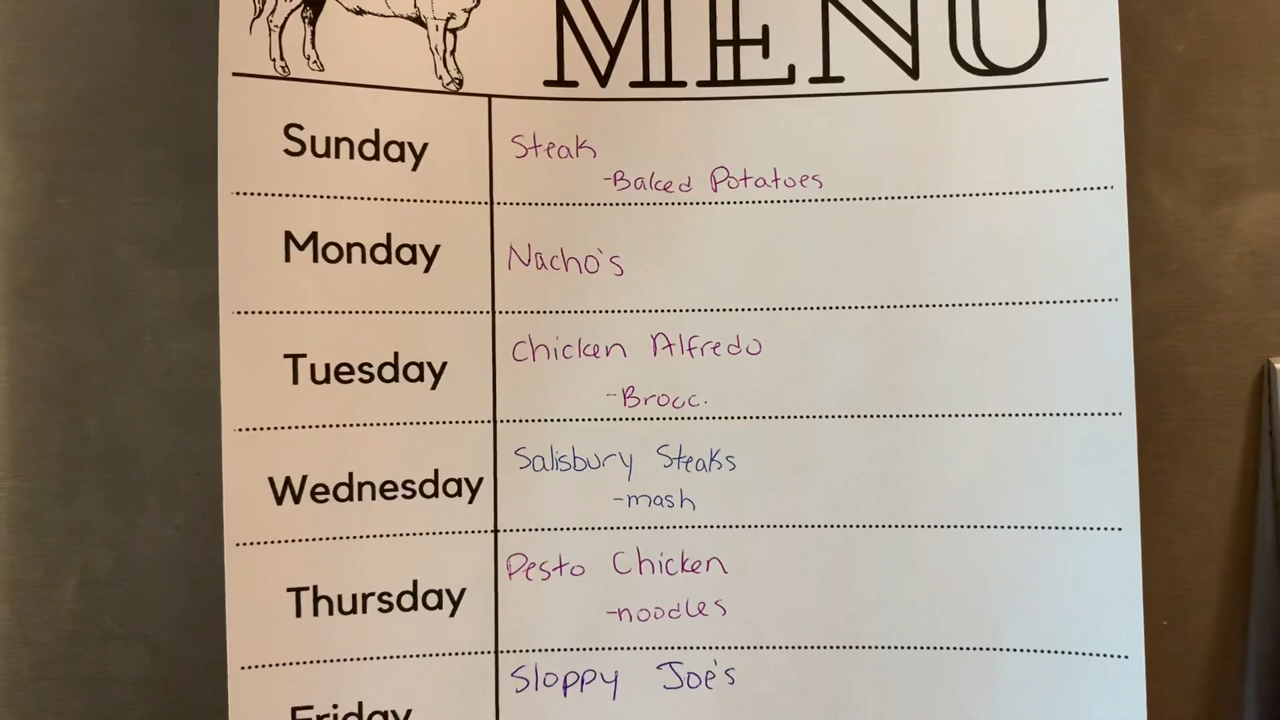 MENU
Sunday
Steak
-Baked Potatoes
Monday
Nacho's
Tuesday
Chicken Alfredo
-Brocc.
Wednesday
Salisbury Steaks
-mash
Thursday
Pesto Chicken
-noodles
Friday
Sloppy Joe's